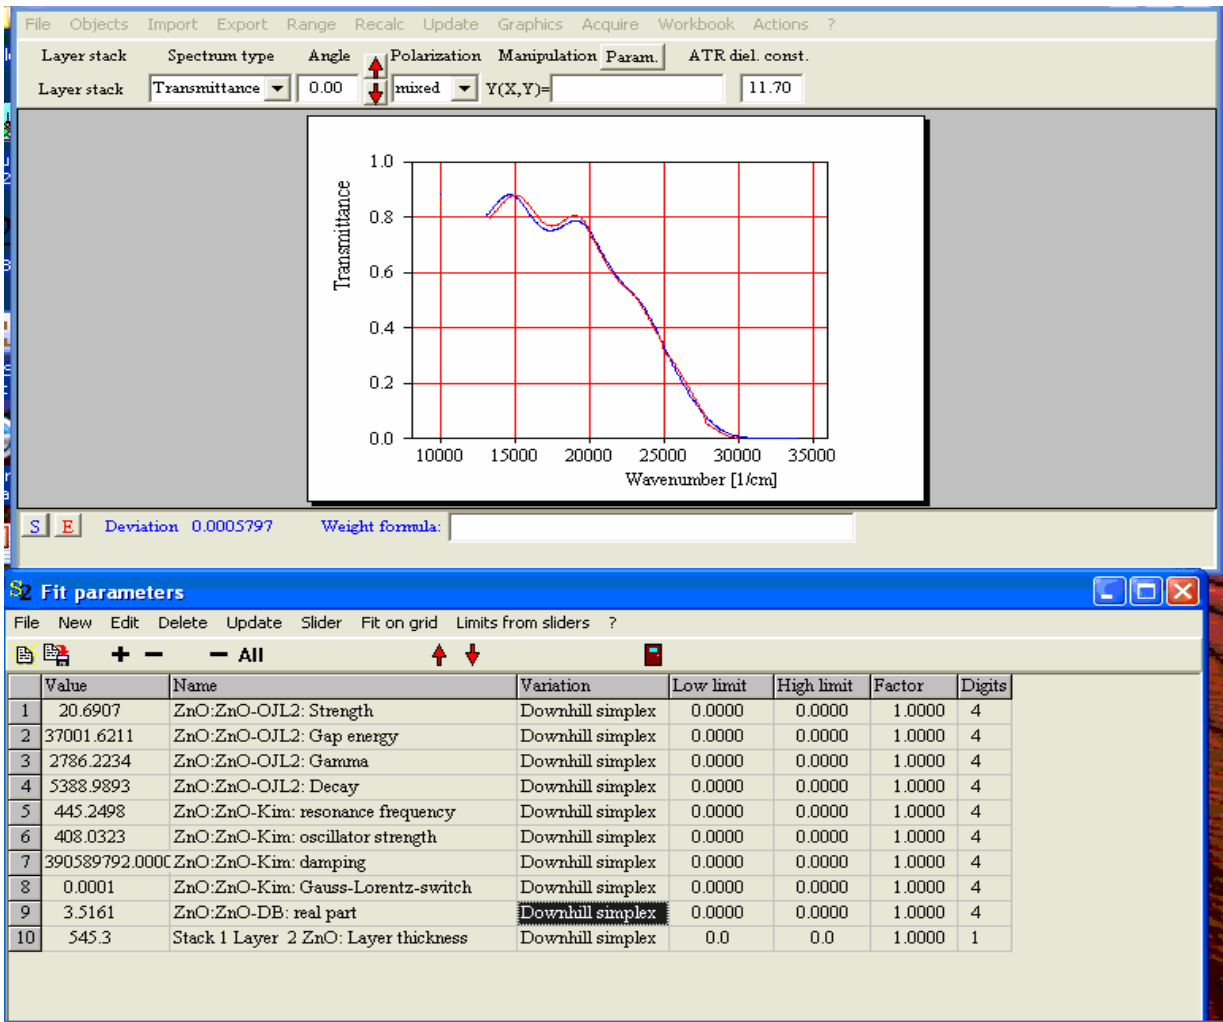 File Objects Import Export Range Recalc Update Graphics Acquire Workbook Actions ?
Layer stack Spectrum type Angle Polarization Manipulation Param. ATR diel. const.
Layer stack Transmittance 0.00 mixed Y(X,Y)= 11.70
Transmittance
1.0
0.8
0.6
0.4
0.2
0.0
10000 15000 20000 25000 30000 35000
Wavenumber [1/cm]
S E Deviation 0.0005797 Weight formula:
S2 Fit parameters
File New Edit Delete Update Slider Fit on grid Limits from sliders ?
+ − − All
Value Name Variation Low limit High limit Factor Digits
1 20.6907 ZnO:ZnO-OJL2: Strength Downhill simplex 0.0000 0.0000 1.0000 4
2 37001.6211 ZnO:ZnO-OJL2: Gap energy Downhill simplex 0.0000 0.0000 1.0000 4
3 2786.2234 ZnO:ZnO-OJL2: Gamma Downhill simplex 0.0000 0.0000 1.0000 4
4 5388.9893 ZnO:ZnO-OJL2: Decay Downhill simplex 0.0000 0.0000 1.0000 4
5 445.2498 ZnO:ZnO-Kim: resonance frequency Downhill simplex 0.0000 0.0000 1.0000 4
6 408.0323 ZnO:ZnO-Kim: oscillator strength Downhill simplex 0.0000 0.0000 1.0000 4
7 390589792.0000 ZnO:ZnO-Kim: damping Downhill simplex 0.0000 0.0000 1.0000 4
8 0.0001 ZnO:ZnO-Kim: Gauss-Lorentz-switch Downhill simplex 0.0000 0.0000 1.0000 4
9 3.5161 ZnO:ZnO-DB: real part Downhill simplex 0.0000 0.0000 1.0000 4
10 545.3 Stack 1 Layer 2 ZnO: Layer thickness Downhill simplex 0.0 0.0 1.0000 1